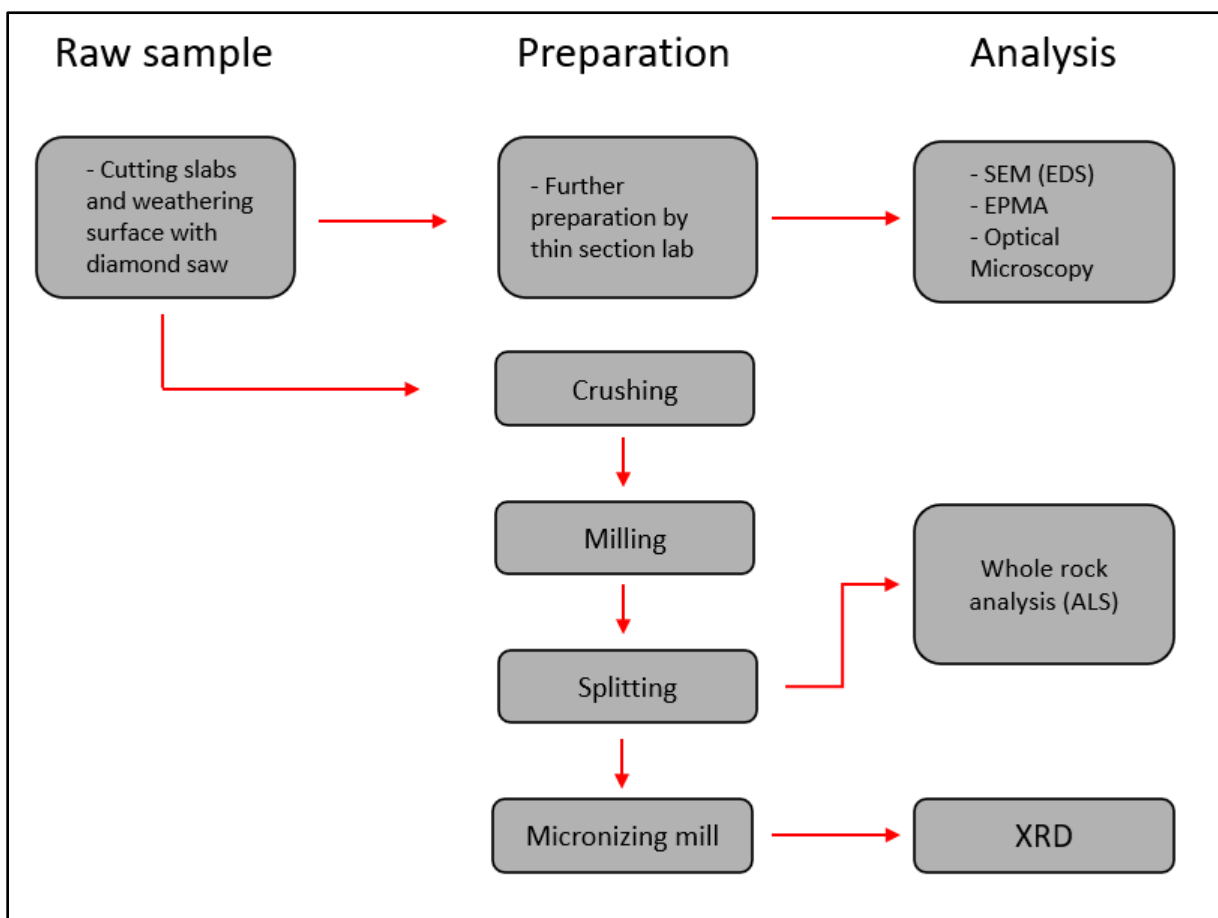 Raw sample
Preparation
Analysis
- Cutting slabs
and weathering
surface with
diamond saw
- Further
preparation by
thin section lab
- SEM (EDS)
- EPMA
- Optical
Microscopy
Crushing
Milling
Whole rock
analysis (ALS)
Splitting
Micronizing mill
XRD